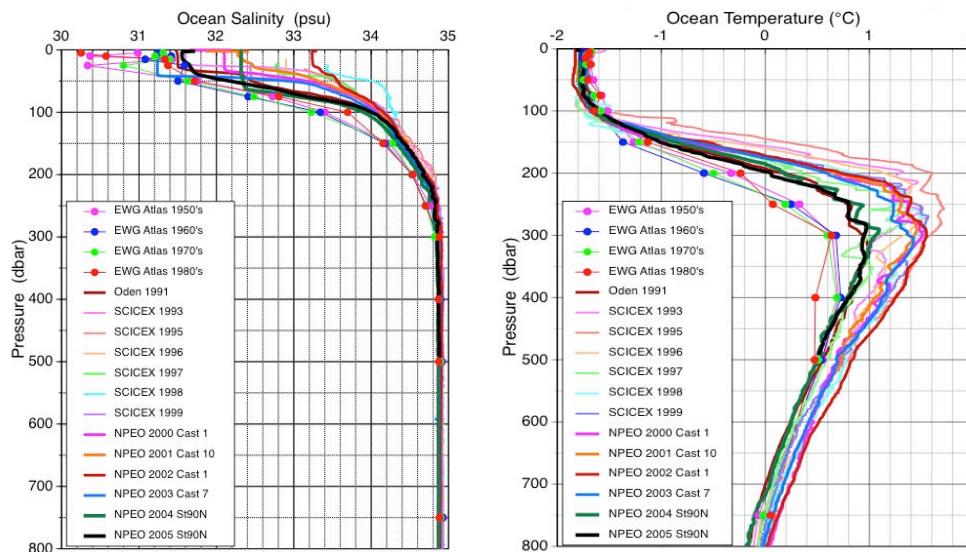 Ocean Salinity (psu)
30 31 32 33 34 35
0
100
200
300
400
500
600
700
800
Pressure (dbar)
EWG Atlas 1950's
EWG Atlas 1960's
EWG Atlas 1970's
EWG Atlas 1980's
Oden 1991
SCICEX 1993
SCICEX 1995
SCICEX 1996
SCICEX 1997
SCICEX 1998
SCICEX 1999
NPEO 2000 Cast 1
NPEO 2001 Cast 10
NPEO 2002 Cast 1
NPEO 2003 Cast 7
NPEO 2004 St90N
NPEO 2005 St90N
Ocean Temperature (°C)
-2 -1 0 1
0
100
200
300
400
500
600
700
800
Pressure (dbar)
EWG Atlas 1950's
EWG Atlas 1960's
EWG Atlas 1970's
EWG Atlas 1980's
Oden 1991
SCICEX 1993
SCICEX 1995
SCICEX 1996
SCICEX 1997
SCICEX 1998
SCICEX 1999
NPEO 2000 Cast 1
NPEO 2001 Cast 10
NPEO 2002 Cast 1
NPEO 2003 Cast 7
NPEO 2004 St90N
NPEO 2005 St90N